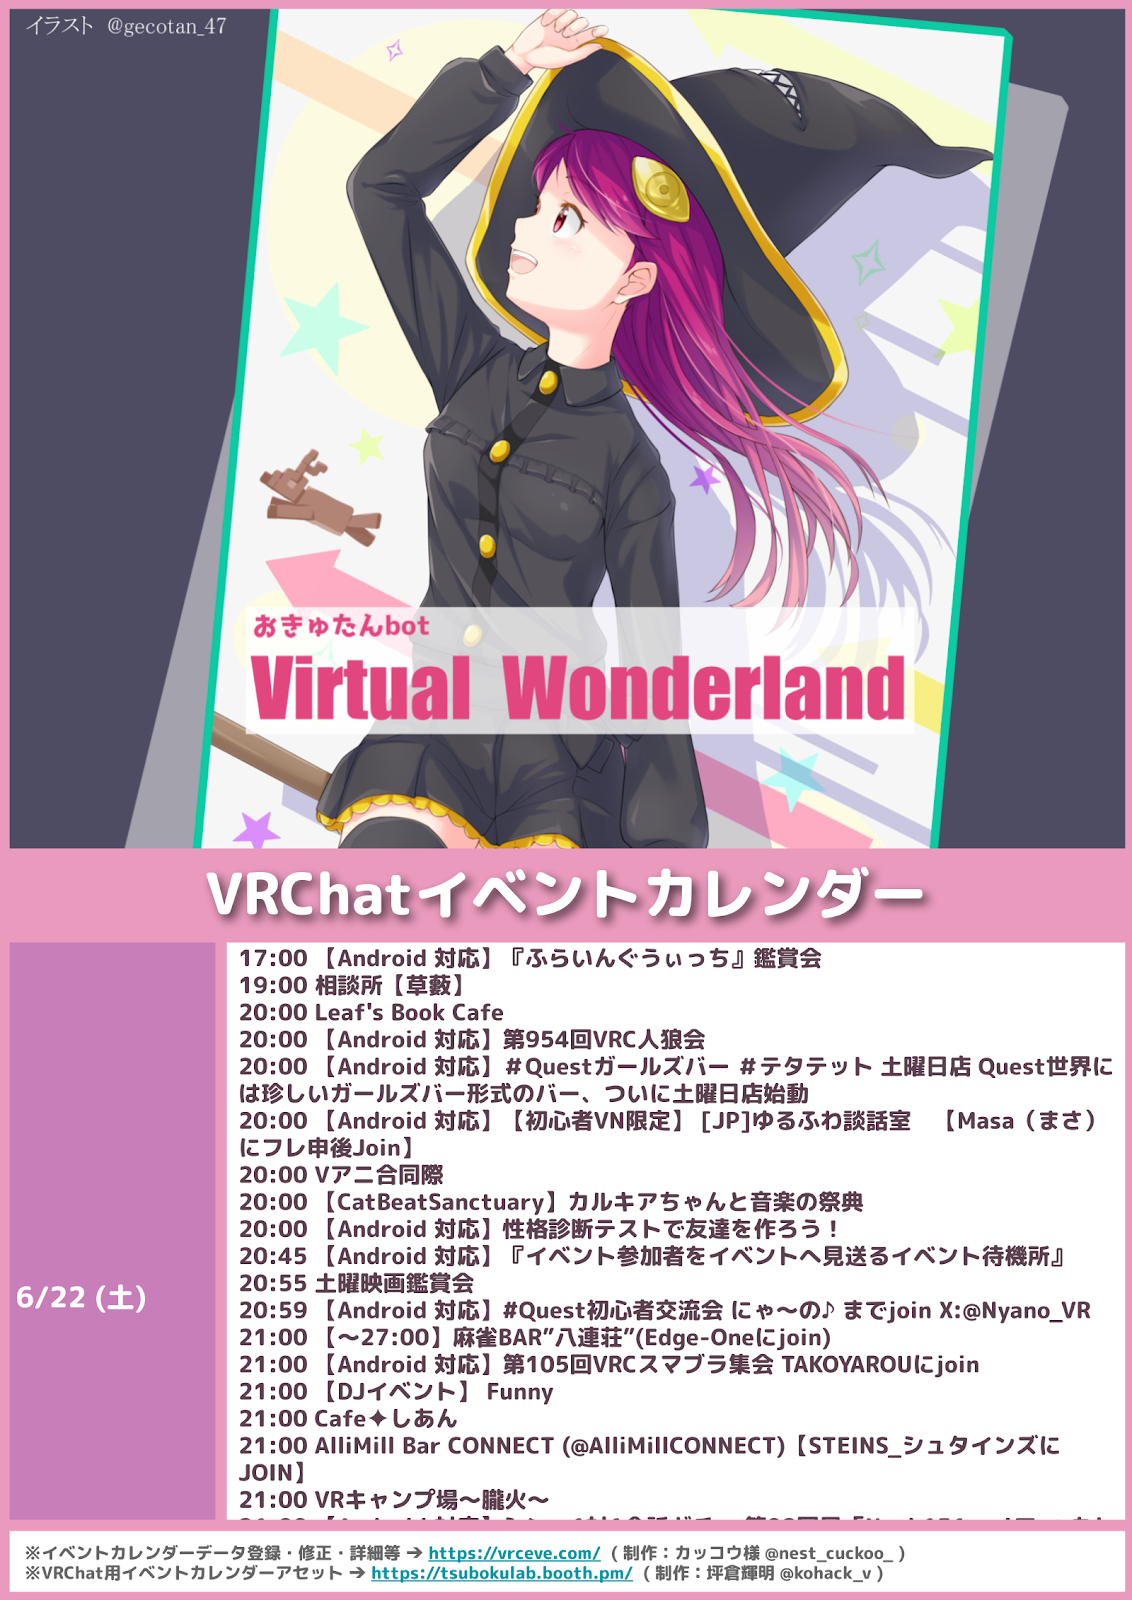 イラスト @gecotan_47
おきゅたんbot
Virtual Wonderland
VRChatイベントカレンダー
6/22 (土)
17:00 【Android 対応】『ふらいんぐうぃっち』鑑賞会
19:00 相談所【草藪】
20:00 Leaf's Book Cafe
20:00 【Android 対応】第954回VRC人狼会
20:00 【Android 対応】＃Questガールズバー ＃テタテット 土曜日店 Quest世界に
は珍しいガールズバー形式のバー、ついに土曜日店始動
20:00 【Android 対応】【初心者VN限定】 [JP]ゆるふわ談話室　【Masa（まさ）
にフレ申後Join】
20:00 Vアニ合同際
20:00 【CatBeatSanctuary】カルキアちゃんと音楽の祭典
20:00 【Android 対応】性格診断テストで友達を作ろう！
20:45 【Android 対応】『イベント参加者をイベントへ見送るイベント待機所』
20:55 土曜映画鑑賞会
20:59 【Android 対応】#Quest初心者交流会 にゃ～の♪ までjoin X:@Nyano_VR
21:00 【～27:00】麻雀BAR”八連荘”(Edge-Oneにjoin)
21:00 【Android 対応】第105回VRCスマブラ集会 TAKOYAROUにjoin
21:00 【DJイベント】 Funny
21:00 Cafe✦しあん
21:00 AlliMill Bar CONNECT (@AlliMillCONNECT)【STEINS_シュタインズに
JOIN】
21:00 VRキャンプ場～朧火～
※イベントカレンダーデータ登録・修正・詳細等 ➔ https://vrceve.com/ ( 制作：カッコウ様 @nest_cuckoo_ )
※VRChat用イベントカレンダーアセット ➔ https://tsubokulab.booth.pm/ ( 制作：坪倉輝明 @kohack_v )